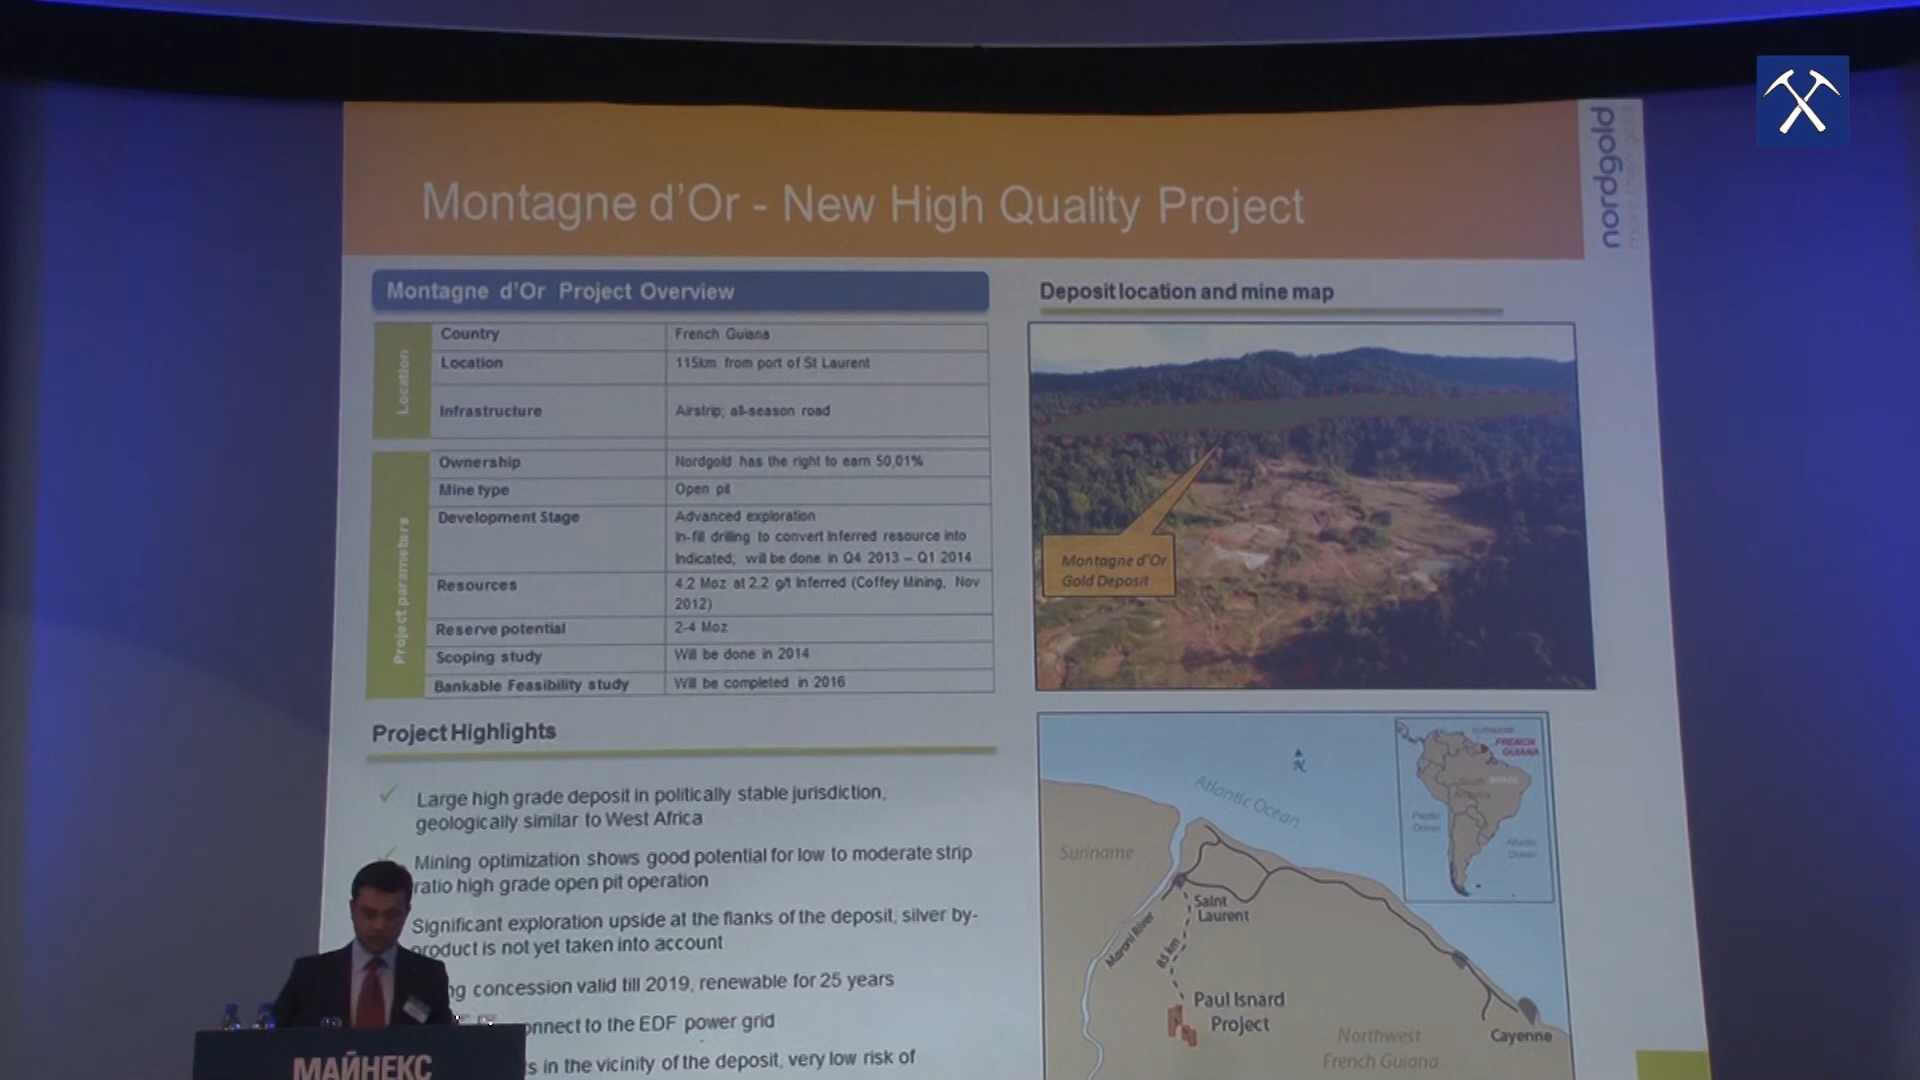 Montagne d'Or - New High Quality Project
nordgold
Montagne d'Or Project Overview
Location
Country
French Guiana
Location
115km from port of St Laurent
Infrastructure
Airstrip; all-season road
Project parameters
Ownership
Nordgold has the right to earn 50,01%
Mine type
Open pit
Development Stage
Advanced exploration
In-fill drilling to convert Inferred resource into
Indicated, will be done in Q4 2013 – Q1 2014
Resources
4.2 Moz at 2.2 g/t Inferred (Coffey Mining, Nov
2012)
Reserve potential
2-4 Moz
Scoping study
Will be done in 2014
Bankable Feasibility study
Will be completed in 2016
Project Highlights
Large high grade deposit in politically stable jurisdiction,
geologically similar to West Africa
Mining optimization shows good potential for low to moderate strip
ratio high grade open pit operation
Significant exploration upside at the flanks of the deposit, silver by-
product is not yet taken into account
concession valid till 2019, renewable for 25 years
to the EDF power grid
in the vicinity of the deposit, very low risk of
Deposit location and mine map
Montagne d'Or
Gold Deposit
Atlantic Ocean
N
Suriname
Saint
Laurent
Maroni River
85 km
Paul Isnard
Project
Northwest
French Guiana
Cayenne
FRENCH
GUIANA
South
America
Pacific
Ocean
Atlantic
Ocean
МАЙНЕКС